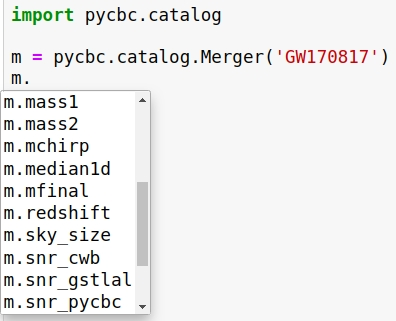 import pycbc.catalog
m = pycbc.catalog.Merger('GW170817')
m.
m.mass1
m.mass2
m.mchirp
m.median1d
m.mfinal
m.redshift
m.sky_size
m.snr_cwb
m.snr_gstlal
m.snr_pycbc